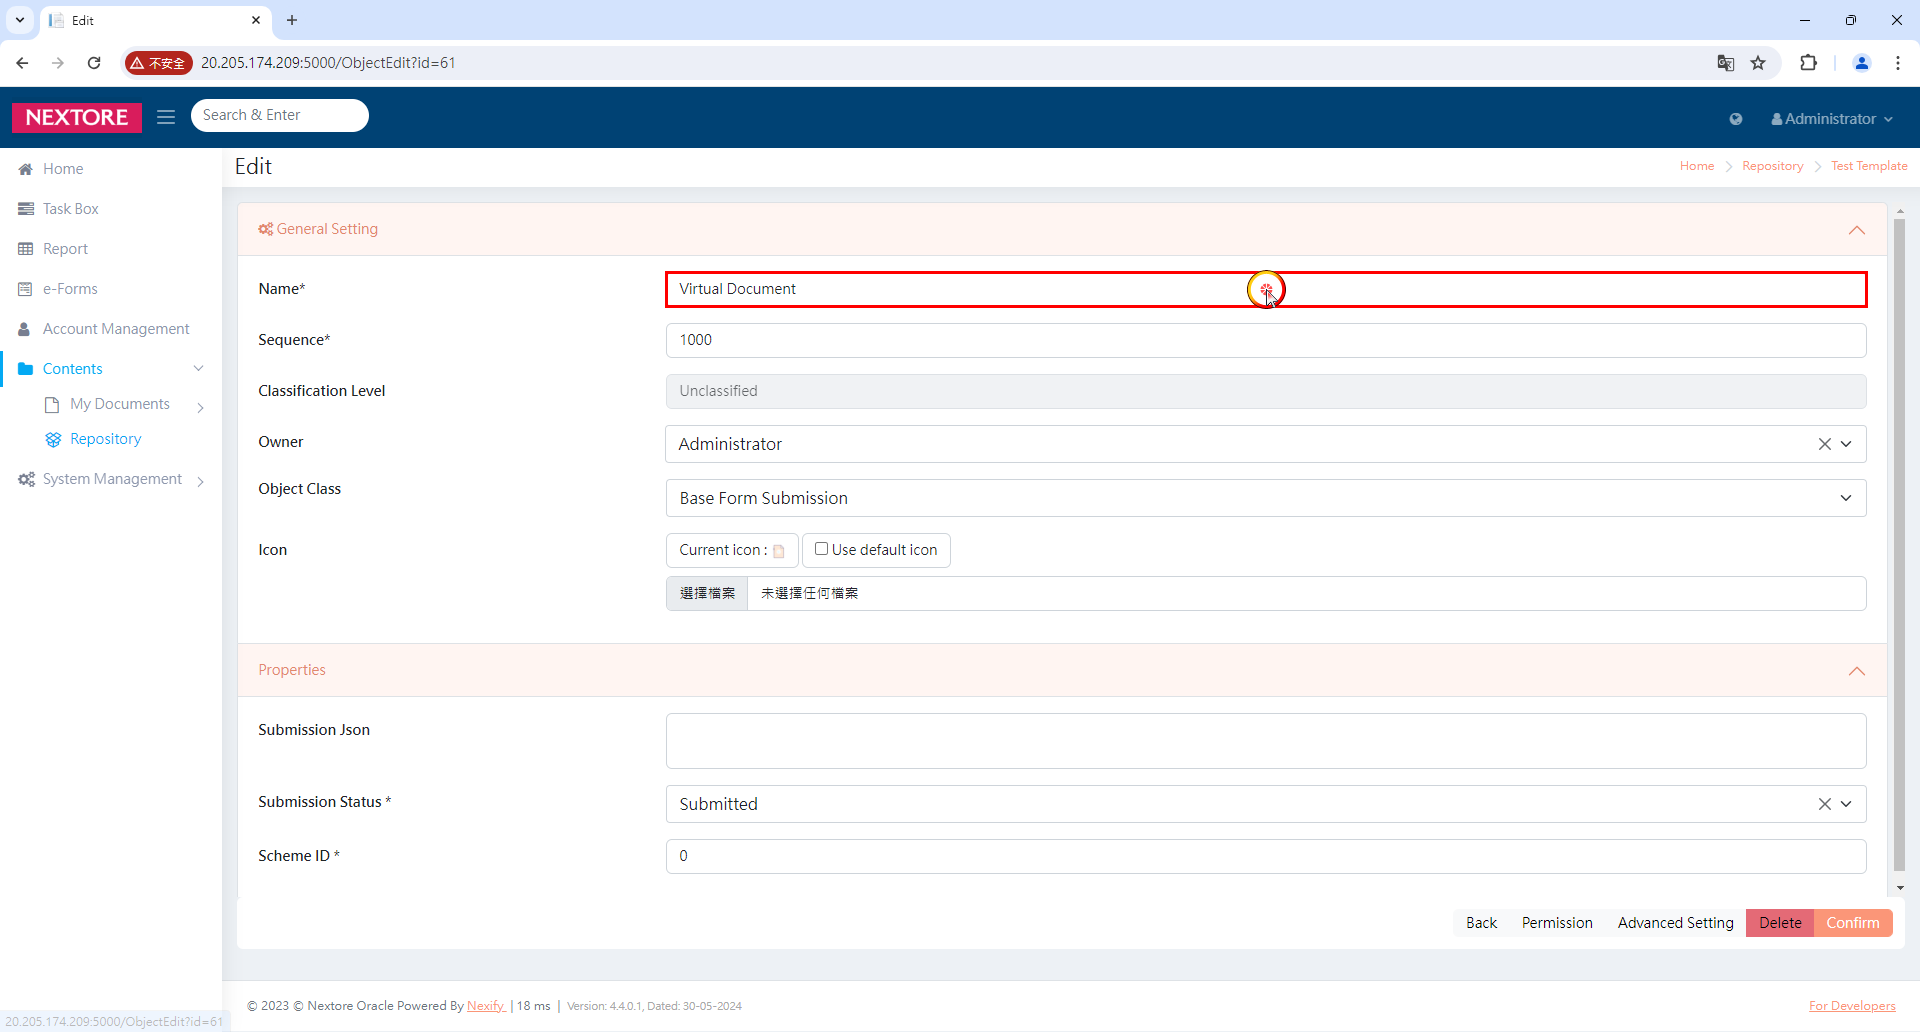 Edit
不安全
20.205.174.209:5000/ObjectEdit?id=61
NEXTORE
Search & Enter
Administrator
Home
Task Box
Report
e-Forms
Account Management
Contents
My Documents
Repository
System Management
Edit
Home
Repository
Test Template
General Setting
Name*
Virtual Document
Sequence*
1000
Classification Level
Unclassified
Owner
Administrator
Object Class
Base Form Submission
Icon
Current icon :
Use default icon
選擇檔案
未選擇任何檔案
Properties
Submission Json
Submission Status *
Submitted
Scheme ID *
0
Back
Permission
Advanced Setting
Delete
Confirm
© 2023 © Nextore Oracle Powered By Nexify | 18 ms | Version: 4.4.0.1, Dated: 30-05-2024
For Developers
20.205.174.209:5000/ObjectEdit?id=61